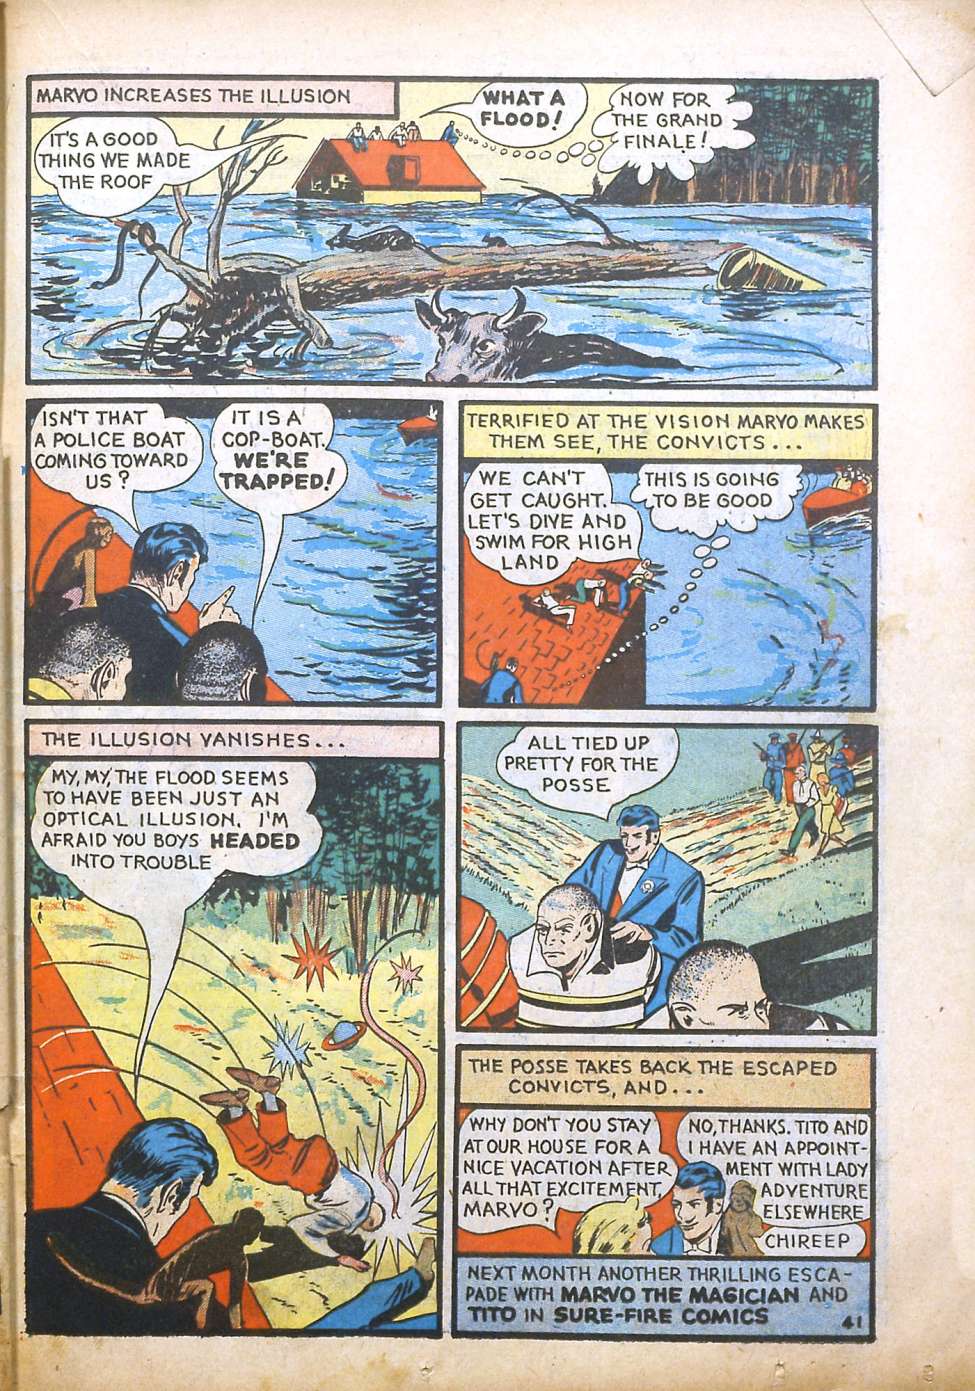 MARVO INCREASES THE ILLUSION
IT'S A GOOD
THING WE MADE
THE ROOF
WHAT A
FLOOD!
NOW FOR
THE GRAND
FINALE!
ISN'T THAT
A POLICE BOAT
COMING TOWARD
US?
IT IS A
COP-BOAT.
WE'RE
TRAPPED!
TERRIFIED AT THE VISION MARVO MAKES
THEM SEE, THE CONVICTS...
WE CAN'T
GET CAUGHT.
LET'S DIVE AND
SWIM FOR HIGH
LAND
THIS IS GOING
TO BE GOOD
THE ILLUSION VANISHES...
MY, MY, THE FLOOD SEEMS
TO HAVE BEEN JUST AN
OPTICAL ILLUSION. I'M
AFRAID YOU BOYS HEADED
INTO TROUBLE
ALL TIED UP
PRETTY FOR THE
POSSE
THE POSSE TAKES BACK THE ESCAPED
CONVICTS, AND...
WHY DON'T YOU STAY
AT OUR HOUSE FOR A
NICE VACATION AFTER
ALL THAT EXCITEMENT,
MARVO?
NO, THANKS. TITO AND
I HAVE AN APPOINT-
MENT WITH LADY
ADVENTURE
ELSEWHERE
CHIREEP
NEXT MONTH ANOTHER THRILLING ESCA-
PADE WITH MARVO THE MAGICIAN AND
TITO IN SURE-FIRE COMICS
41